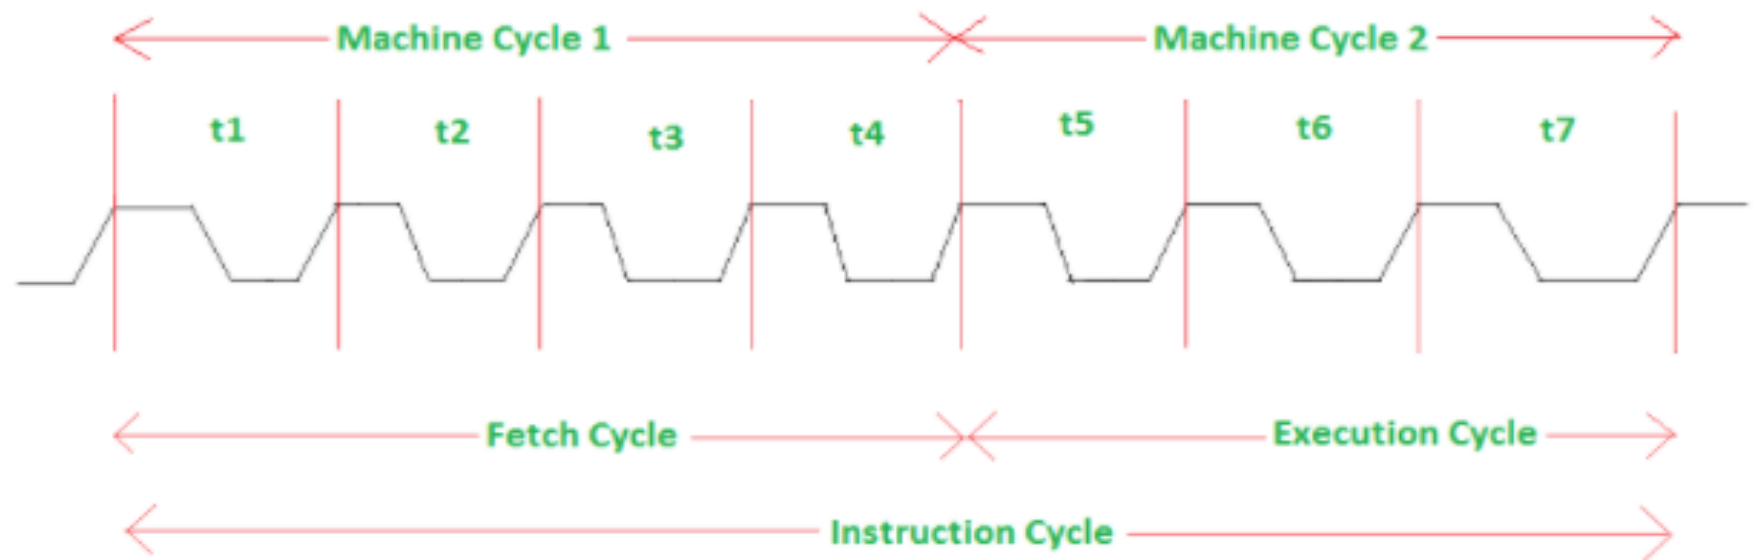 Machine Cycle 1 Machine Cycle 2
t1 t2 t3 t4 t5 t6 t7
Fetch Cycle Execution Cycle
Instruction Cycle